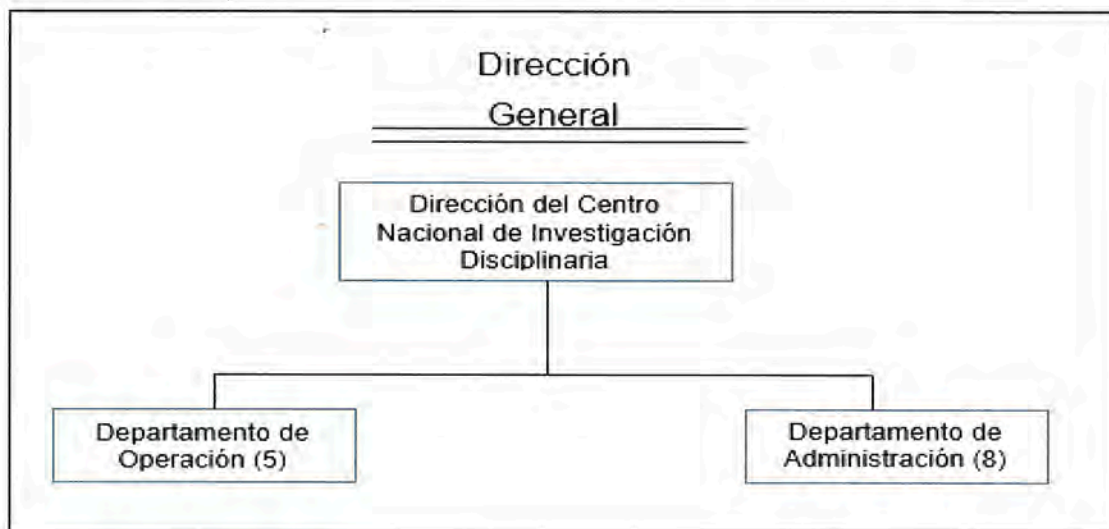 Dirección
General
Dirección del Centro
Nacional de Investigación
Disciplinaria
Departamento de
Operación (5)
Departamento de
Administración (8)